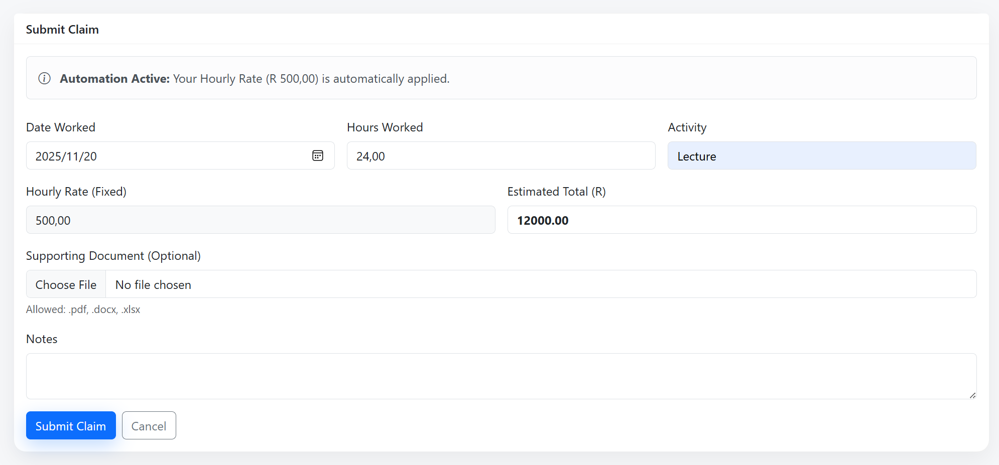 Submit Claim
Automation Active: Your Hourly Rate (R 500,00) is automatically applied.
Date Worked
Hours Worked
Activity
2025/11/20
24,00
Lecture
Hourly Rate (Fixed)
Estimated Total (R)
500,00
12000.00
Supporting Document (Optional)
Choose File
No file chosen
Allowed: .pdf, .docx, .xlsx
Notes
Submit Claim
Cancel